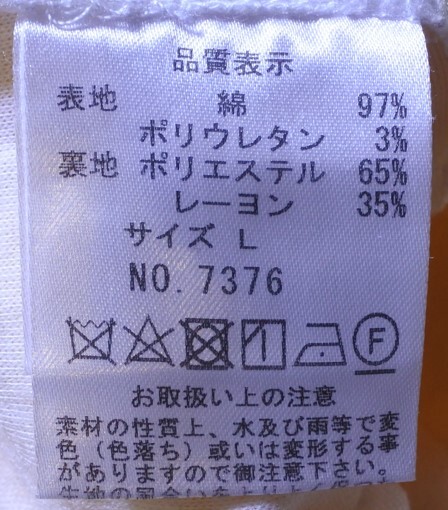 品質表示
表地 綿 97%
ポリウレタン 3%
裏地 ポリエステル 65%
レーヨン 35%
サイズ L
NO. 7376
F
お取扱い上の注意
素材の性質上、水及び雨等で変
色（色落ち）或いは変形する事
がありますので御注意下さい。